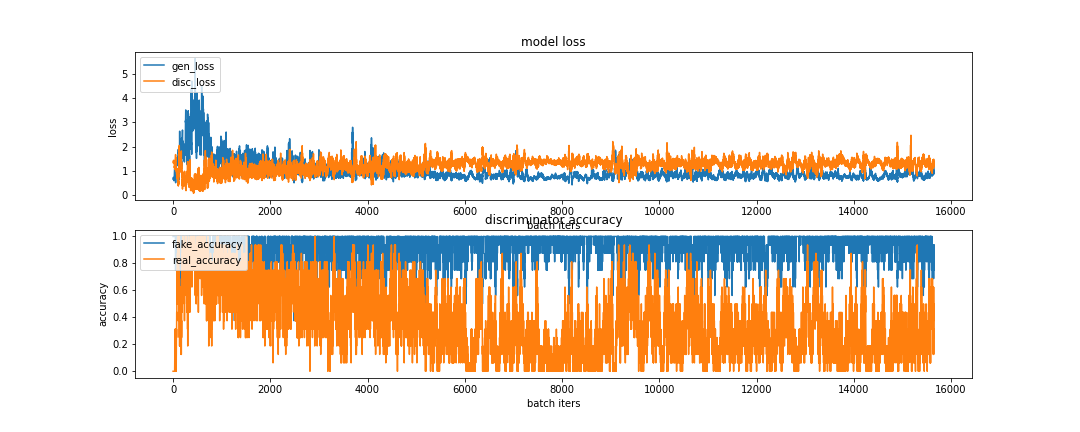 model loss
gen_loss
disc_loss
loss
5
4
3
2
1
0
0 2000 4000 6000 8000 10000 12000 14000 16000
batch iters
discriminator accuracy
fake_accuracy
real_accuracy
accuracy
1.0
0.8
0.6
0.4
0.2
0.0
0 2000 4000 6000 8000 10000 12000 14000 16000
batch iters